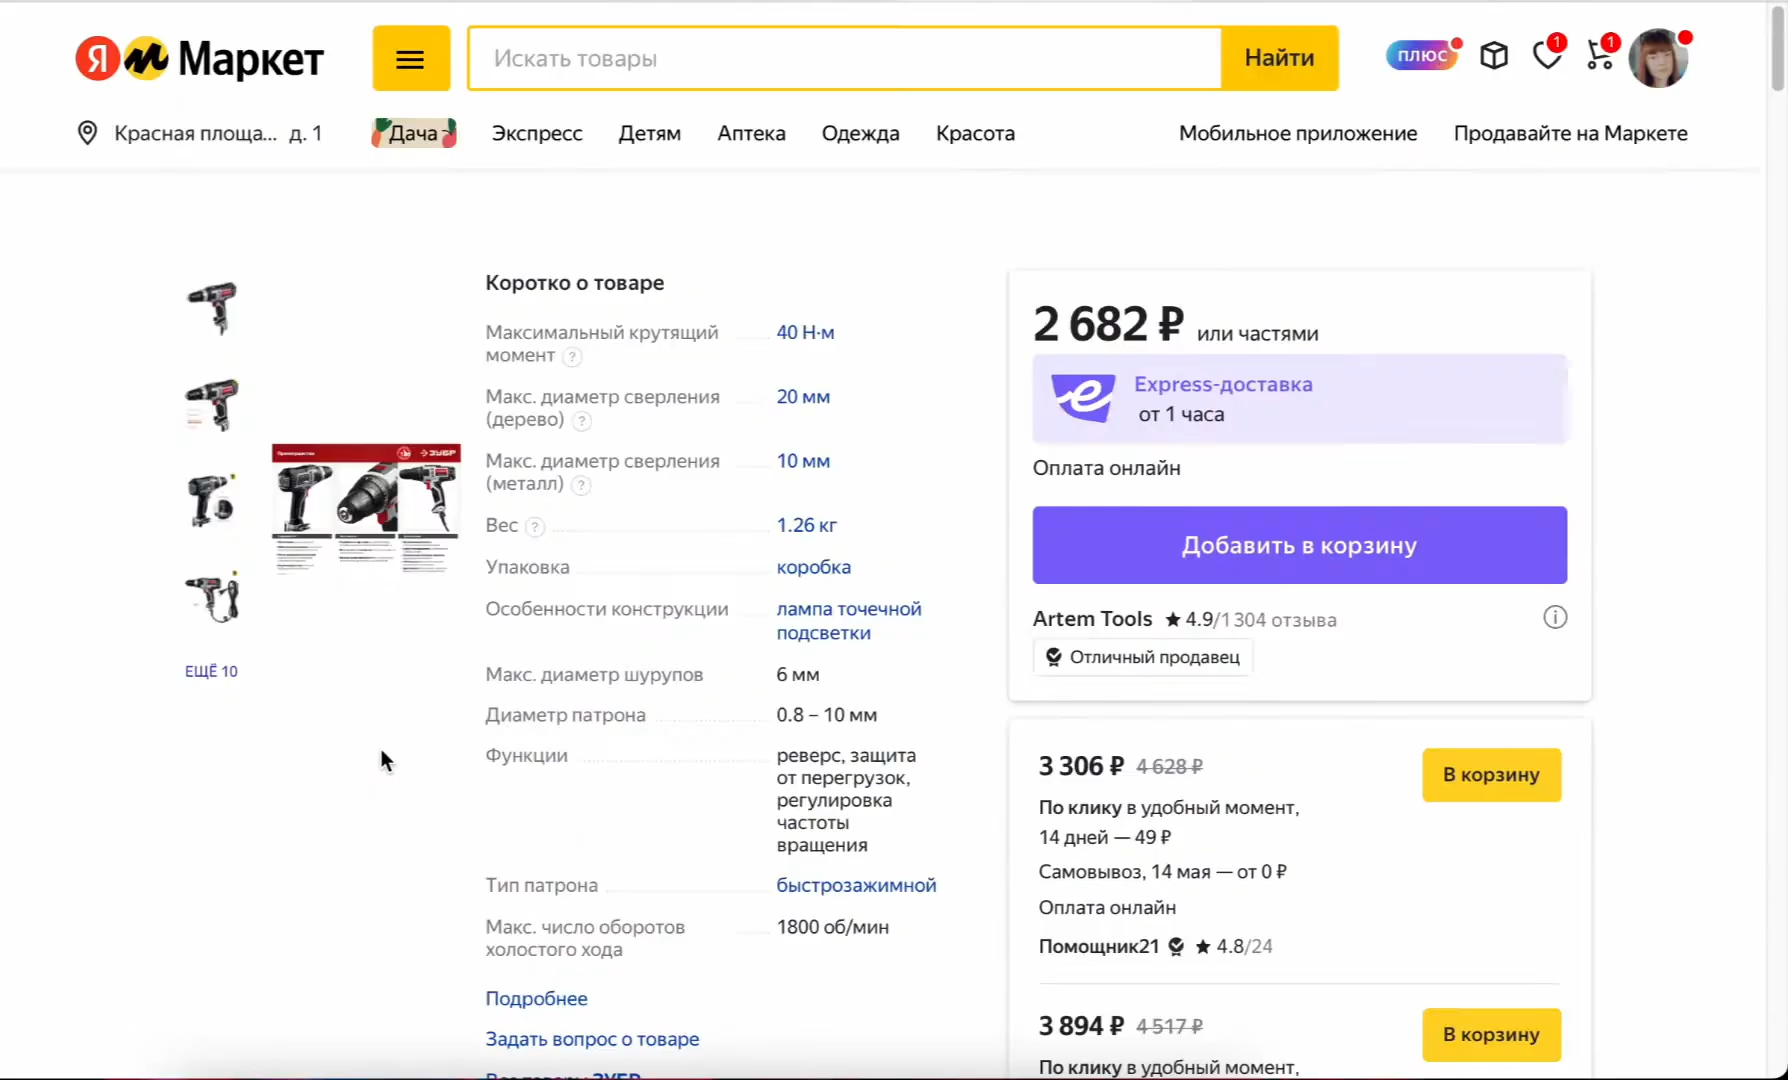 Я м Маркет
Искать товары
Найти
плюс
1
1
Красная площа... д. 1
Дача
Экспресс
Детям
Аптека
Одежда
Красота
Мобильное приложение
Продавайте на Маркете
ЗУБР
ЕЩЁ 10
Коротко о товаре
Максимальный крутящий
момент ?
40 Н·м
Макс. диаметр сверления
(дерево) ?
20 мм
Макс. диаметр сверления
(металл) ?
10 мм
Вес ?
1.26 кг
Упаковка
коробка
Особенности конструкции
лампа точечной
подсветки
Макс. диаметр шурупов
6 мм
Диаметр патрона
0.8 – 10 мм
Функции
реверс, защита
от перегрузок,
регулировка
частоты
вращения
Тип патрона
быстрозажимной
Макс. число оборотов
холостого хода
1800 об/мин
Подробнее
Задать вопрос о товаре
Все товары ЗУБР
2 682 ₽ или частями
Express-доставка
от 1 часа
Оплата онлайн
Добавить в корзину
Artem Tools ★ 4.9/1 304 отзыва
Отличный продавец
3 306 ₽ 4 628 ₽
В корзину
По клику в удобный момент,
14 дней — 49 ₽
Самовывоз, 14 мая — от 0 ₽
Оплата онлайн
Помощник21 ★ 4.8/24
3 894 ₽ 4 517 ₽
В корзину
По клику в удобный момент,